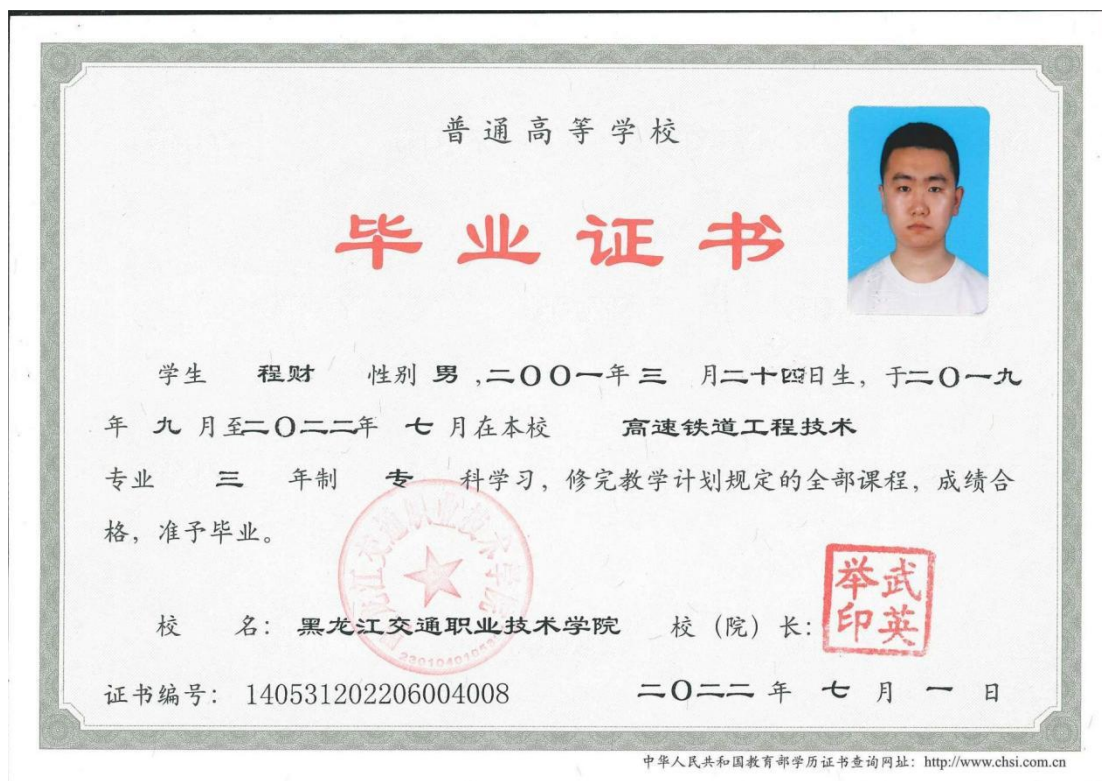 普通高等学校
毕业证书
学生 程财 性别 男 ,二〇〇一年 三 月二十四日生，于二〇一九
年 九 月至二〇二二年 七 月在本校 高速铁道工程技术
专业 三 年制 专 科学习，修完教学计划规定的全部课程，成绩合
格，准予毕业。
校 名：黑龙江交通职业技术学院 校（院）长：
武英
举印
证书编号：140531202206004008 二〇二二 年 七 月 一 日
中华人民共和国教育部学历证书查询网址：http://www.chsi.com.cn